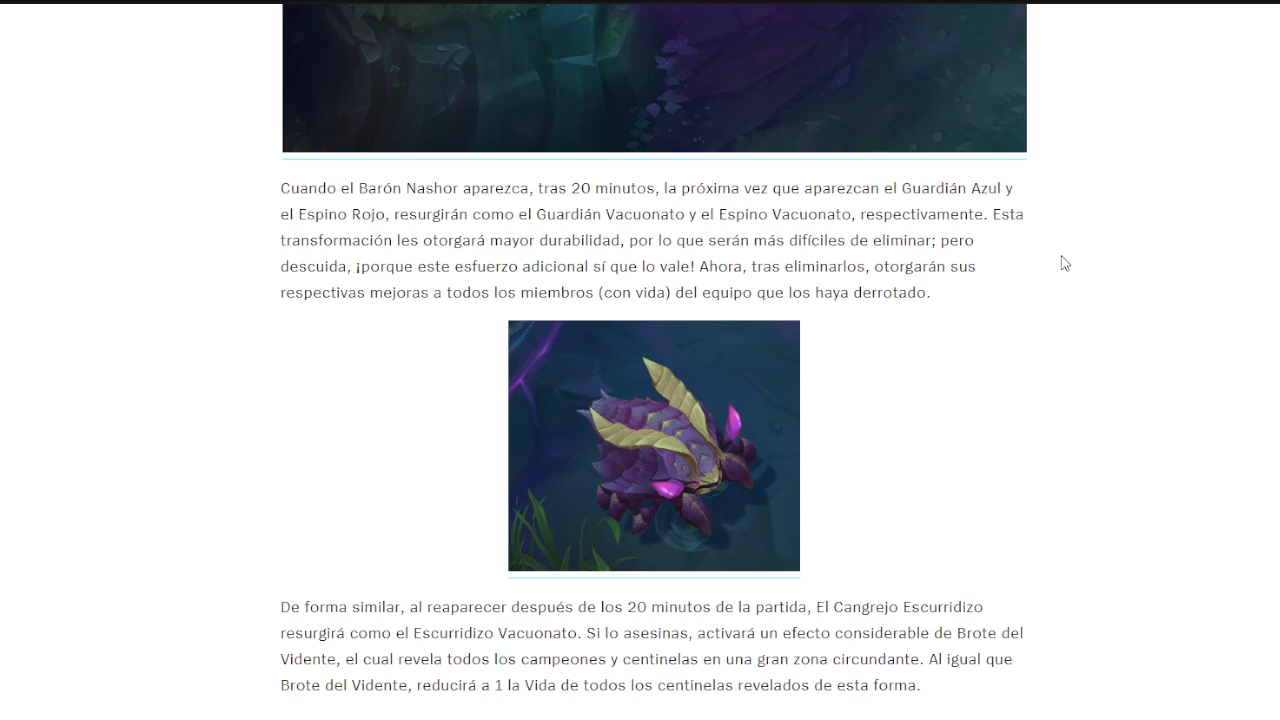 Cuando el Barón Nashor aparezca, tras 20 minutos, la próxima vez que aparezcan el Guardián Azul y
el Espino Rojo, resurgirán como el Guardián Vacuonato y el Espino Vacuonato, respectivamente. Esta
transformación les otorgará mayor durabilidad, por lo que serán más difíciles de eliminar; pero
descuida, ¡porque este esfuerzo adicional sí que lo vale! Ahora, tras eliminarlos, otorgarán sus
respectivas mejoras a todos los miembros (con vida) del equipo que los haya derrotado.
De forma similar, al reaparecer después de los 20 minutos de la partida, El Cangrejo Escurridizo
resurgirá como el Escurridizo Vacuonato. Si lo asesinas, activará un efecto considerable de Brote del
Vidente, el cual revela todos los campeones y centinelas en una gran zona circundante. Al igual que
Brote del Vidente, reducirá a 1 la Vida de todos los centinelas revelados de esta forma.